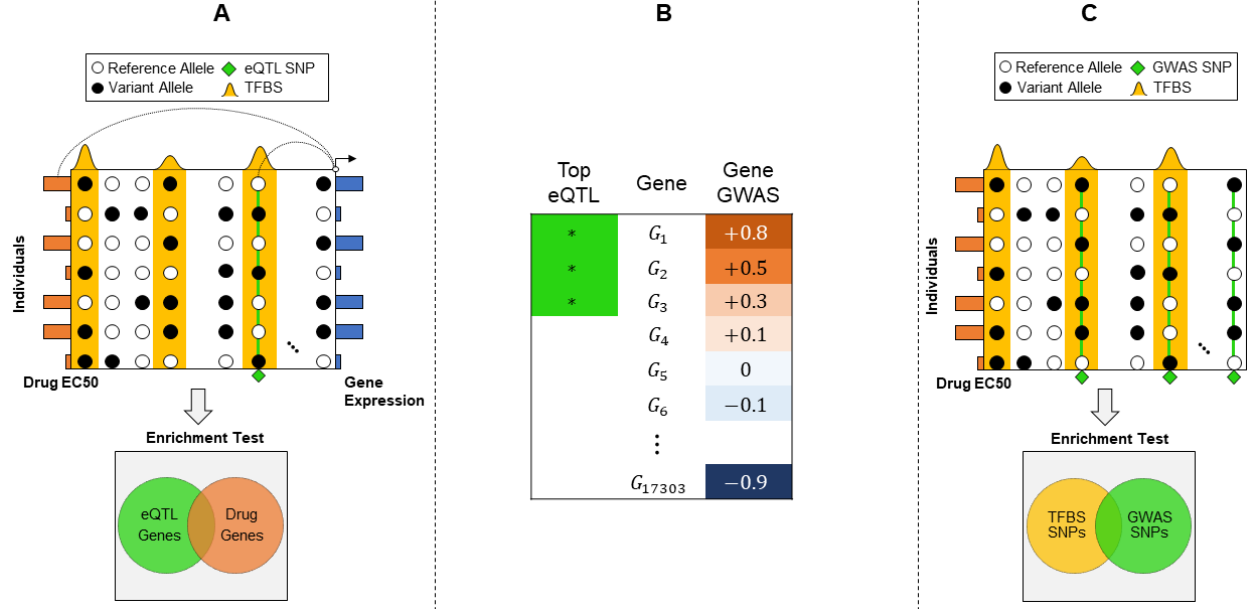 A
Reference Allele eQTL SNP
Variant Allele TFBS
Individuals
Drug EC50
Gene
Expression
Enrichment Test
eQTL
Genes
Drug
Genes
B
Top
eQTL
Gene
Gene
GWAS
* G1 +0.8
* G2 +0.5
* G3 +0.3
G4 +0.1
G5 0
G6 −0.1
⋮
G17303 −0.9
C
Reference Allele GWAS SNP
Variant Allele TFBS
Individuals
Drug EC50
Enrichment Test
TFBS
SNPs
GWAS
SNPs